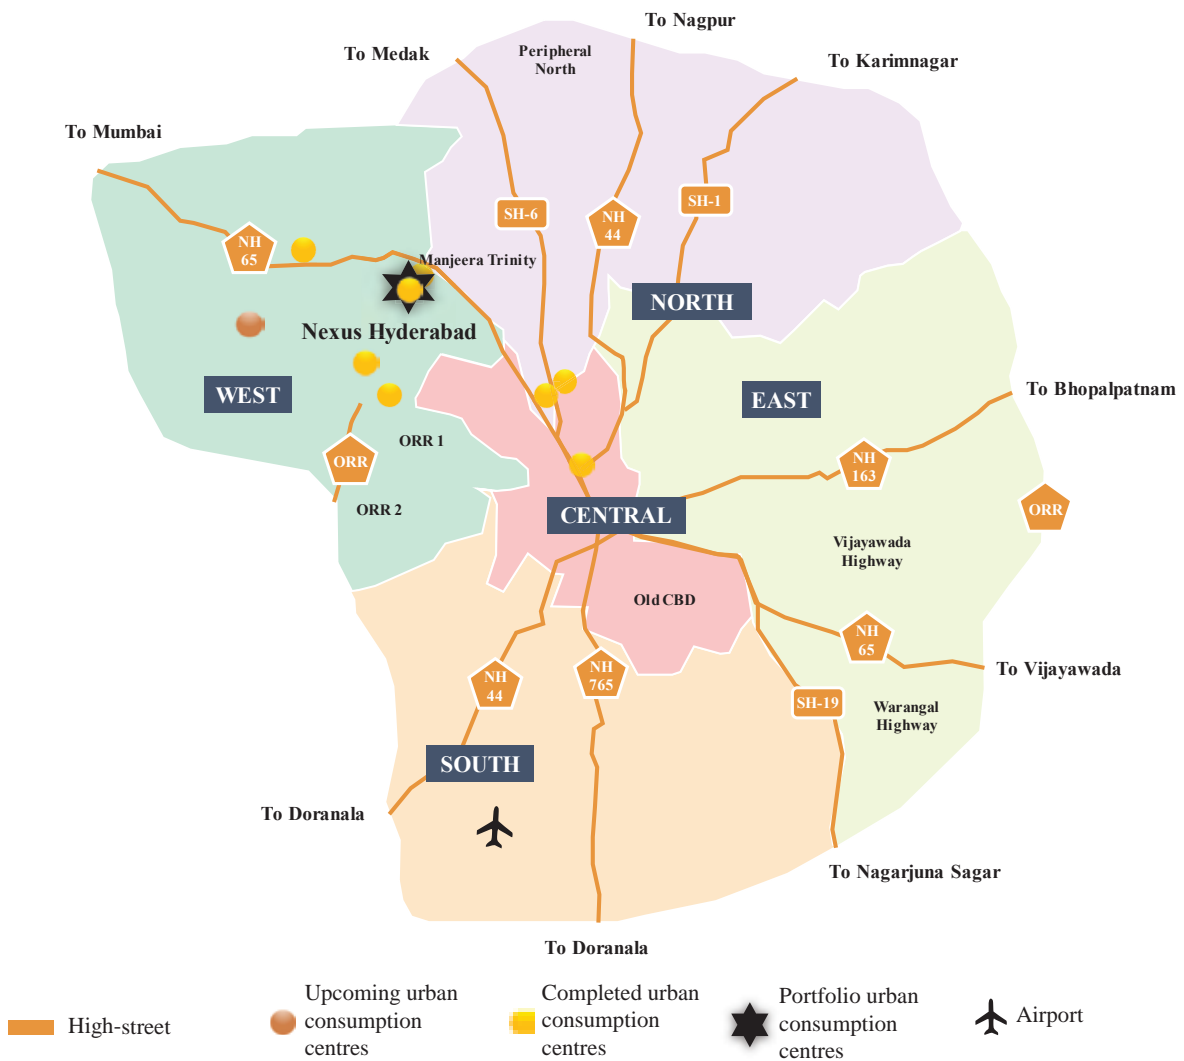 To Nagpur
To Medak
Peripheral
North
To Karimnagar
To Mumbai
SH-6
NH
44
SH-1
NH
65
Manjeera Trinity
NORTH
Nexus Hyderabad
WEST
EAST
To Bhopalpatnam
ORR 1
ORR
NH
163
ORR 2
CENTRAL
ORR
Vijayawada
Highway
Old CBD
NH
65
To Vijayawada
NH
44
NH
765
SH-19
Warangal
Highway
SOUTH
To Doranala
To Nagarjuna Sagar
To Doranala
High-street
Upcoming urban
consumption
centres
Completed urban
consumption
centres
Portfolio urban
consumption
centres
Airport